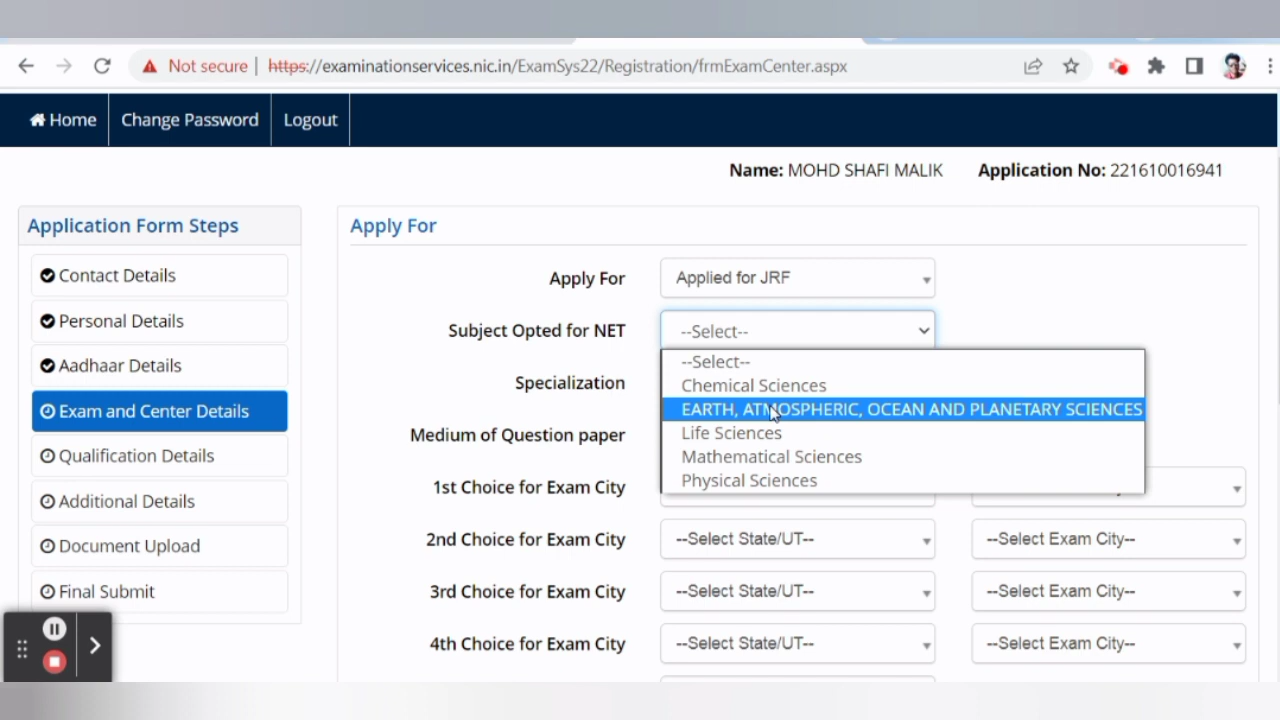 Not secure | https://examinationservices.nic.in/ExamSys22/Registration/frmExamCenter.aspx
Home Change Password Logout
Name: MOHD SHAFI MALIK Application No: 221610016941
Application Form Steps
Contact Details
Personal Details
Aadhaar Details
Exam and Center Details
Qualification Details
Additional Details
Document Upload
Final Submit
Apply For
Apply For Applied for JRF
Subject Opted for NET --Select--
--Select--
Chemical Sciences
EARTH, ATMOSPHERIC, OCEAN AND PLANETARY SCIENCES
Life Sciences
Mathematical Sciences
Physical Sciences
Specialization
Medium of Question paper
1st Choice for Exam City
2nd Choice for Exam City --Select State/UT-- --Select Exam City--
3rd Choice for Exam City --Select State/UT-- --Select Exam City--
4th Choice for Exam City --Select State/UT-- --Select Exam City--